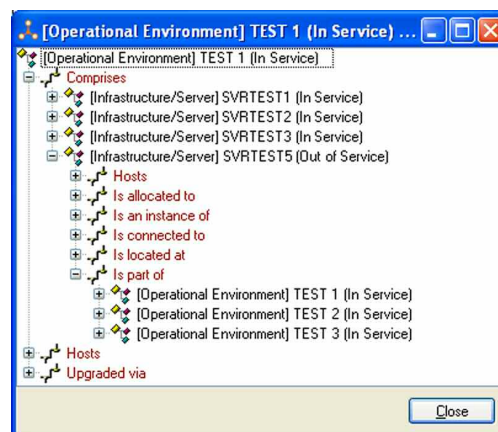 [Operational Environment] TEST 1 (In Service) ...
[Operational Environment] TEST 1 (In Service)
Comprises
[Infrastructure/Server] SVRTEST1 (In Service)
[Infrastructure/Server] SVRTEST2 (In Service)
[Infrastructure/Server] SVRTEST3 (In Service)
[Infrastructure/Server] SVRTEST5 (Out of Service)
Hosts
Is allocated to
Is an instance of
Is connected to
Is located at
Is part of
[Operational Environment] TEST 1 (In Service)
[Operational Environment] TEST 2 (In Service)
[Operational Environment] TEST 3 (In Service)
Hosts
Upgraded via
Close